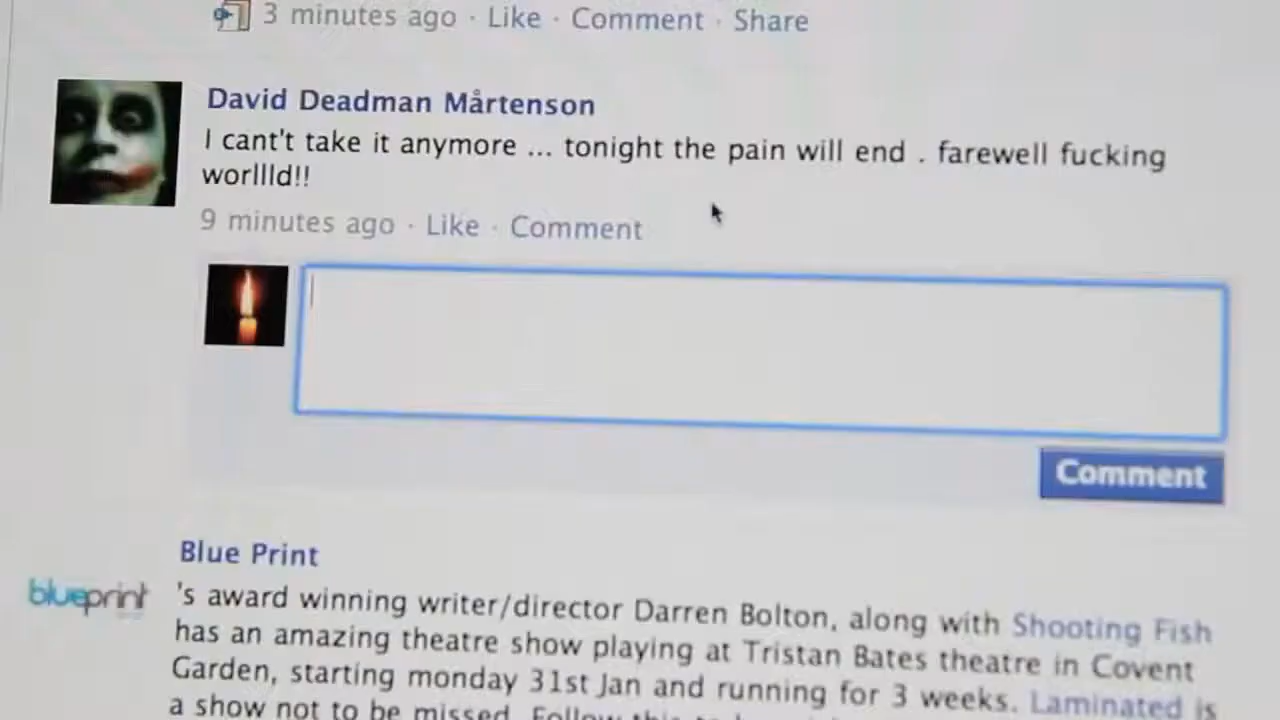 3 minutes ago · Like · Comment · Share
David Deadman Mårtenson
I cant't take it anymore ... tonight the pain will end . farewell fucking
worllld!!
9 minutes ago · Like · Comment
Comment
Blue Print
blueprint
's award winning writer/director Darren Bolton, along with Shooting Fish
has an amazing theatre show playing at Tristan Bates theatre in Covent
Garden, starting monday 31st Jan and running for 3 weeks. Laminated is
a show not to be missed. Follow this